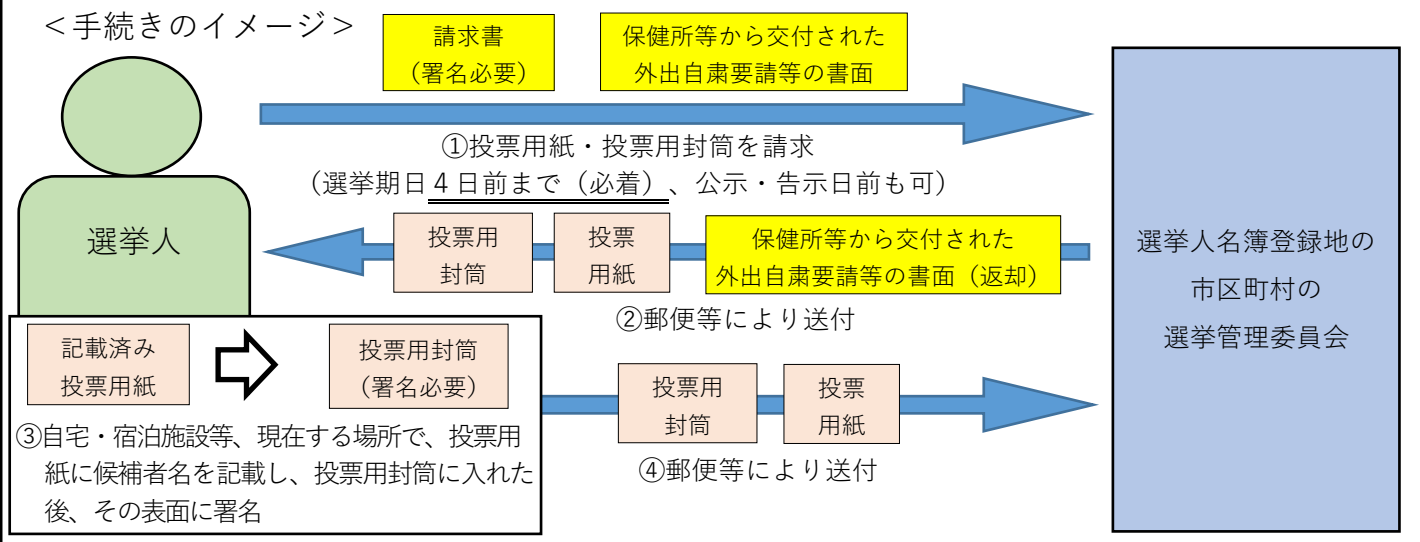 ＜手続きのイメージ＞
請求書
（署名必要）
保健所等から交付された
外出自粛要請等の書面
①投票用紙・投票用封筒を請求
（選挙期日４日前まで（必着）、公示・告示日前も可）
選挙人
投票用
封筒
投票
用紙
保健所等から交付された
外出自粛要請等の書面（返却）
②郵便等により送付
選挙人名簿登録地の
市区町村の
選挙管理委員会
記載済み
投票用紙
投票用封筒
（署名必要）
③自宅・宿泊施設等、現在する場所で、投票用
紙に候補者名を記載し、投票用封筒に入れた
後、その表面に署名
投票用
封筒
投票
用紙
④郵便等により送付